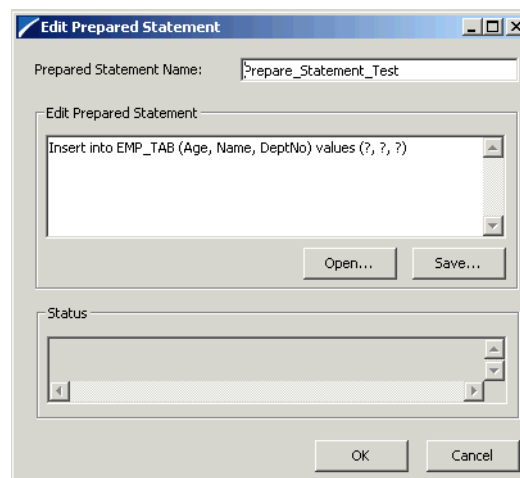 Edit Prepared Statement
Prepared Statement Name: Prepare_Statement_Test
Edit Prepared Statement
Insert into EMP_TAB (Age, Name, DeptNo) values (?, ?, ?)
Open... Save...
Status
OK Cancel